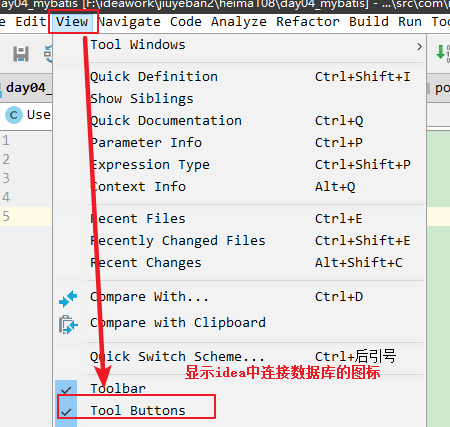 day04_mybatis [F:\ideawork\jiuyeban2\heima108\day04_mybatis] - ...\src\com\
e Edit View Navigate Code Analyze Refactor Build Run Too
day04_
po
C Use
1
2
3
4
5
Tool Windows
Quick Definition Ctrl+Shift+I
Show Siblings
Quick Documentation Ctrl+Q
Parameter Info Ctrl+P
Expression Type Ctrl+Shift+P
Context Info Alt+Q
Recent Files Ctrl+E
Recently Changed Files Ctrl+Shift+E
Recent Changes Alt+Shift+C
Compare With... Ctrl+D
Compare with Clipboard
Quick Switch Scheme... Ctrl+后引号
显示idea中连接数据库的图标
Toolbar
Tool Buttons